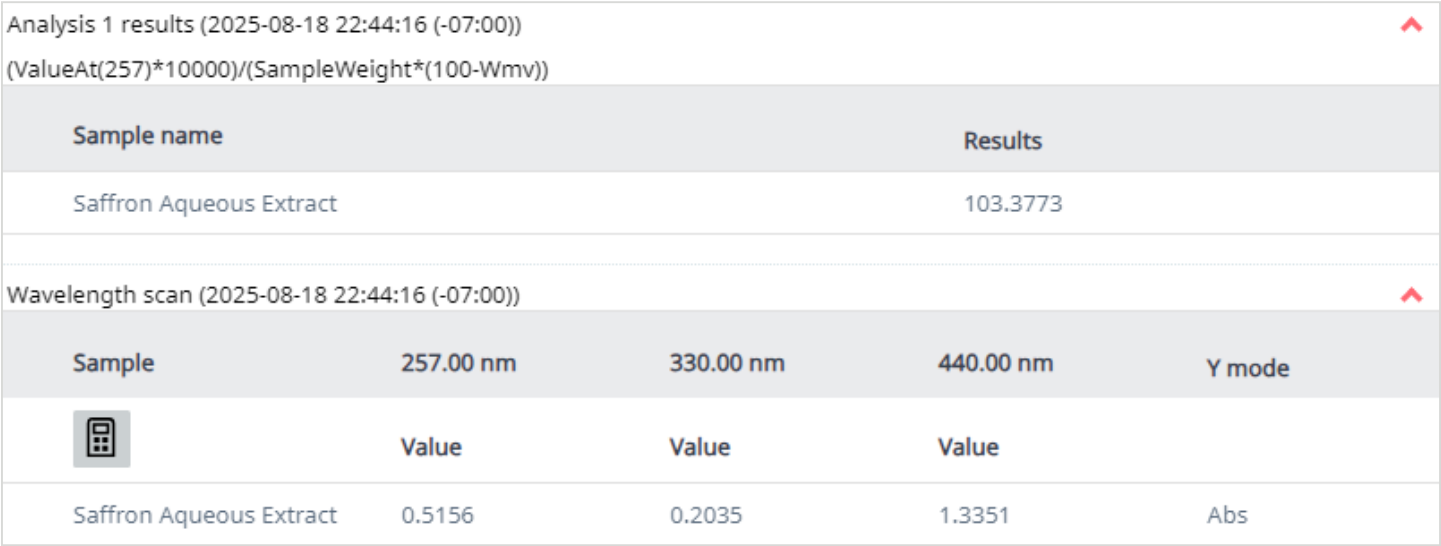 Analysis 1 results (2025-08-18 22:44:16 (-07:00))
(ValueAt(257)*10000)/(SampleWeight*(100-Wmv))
Sample name Results
Saffron Aqueous Extract 103.3773
Wavelength scan (2025-08-18 22:44:16 (-07:00))
Sample 257.00 nm 330.00 nm 440.00 nm Y mode
Value Value Value
Saffron Aqueous Extract 0.5156 0.2035 1.3351 Abs